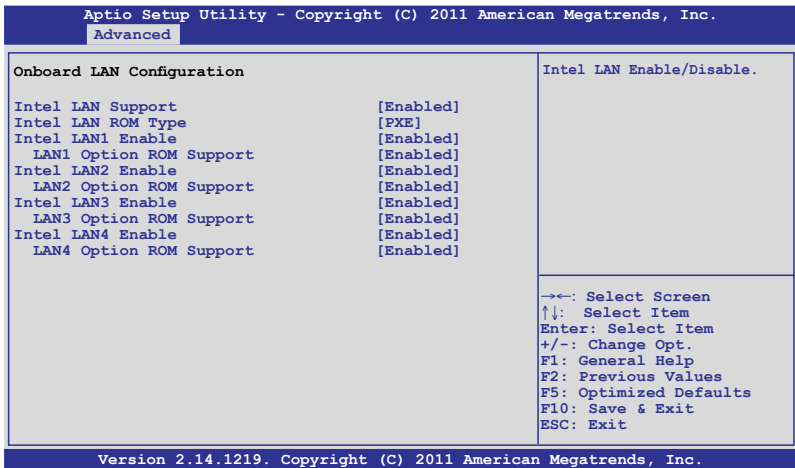 Aptio Setup Utility - Copyright (C) 2011 American Megatrends, Inc.
Advanced
Onboard LAN Configuration
Intel LAN Support [Enabled]
Intel LAN ROM Type [PXE]
Intel LAN1 Enable [Enabled]
LAN1 Option ROM Support [Enabled]
Intel LAN2 Enable [Enabled]
LAN2 Option ROM Support [Enabled]
Intel LAN3 Enable [Enabled]
LAN3 Option ROM Support [Enabled]
Intel LAN4 Enable [Enabled]
LAN4 Option ROM Support [Enabled]
Intel LAN Enable/Disable.
→←: Select Screen
↑↓: Select Item
Enter: Select Item
+/-: Change Opt.
F1: General Help
F2: Previous Values
F5: Optimized Defaults
F10: Save & Exit
ESC: Exit
Version 2.14.1219. Copyright (C) 2011 American Megatrends, Inc.